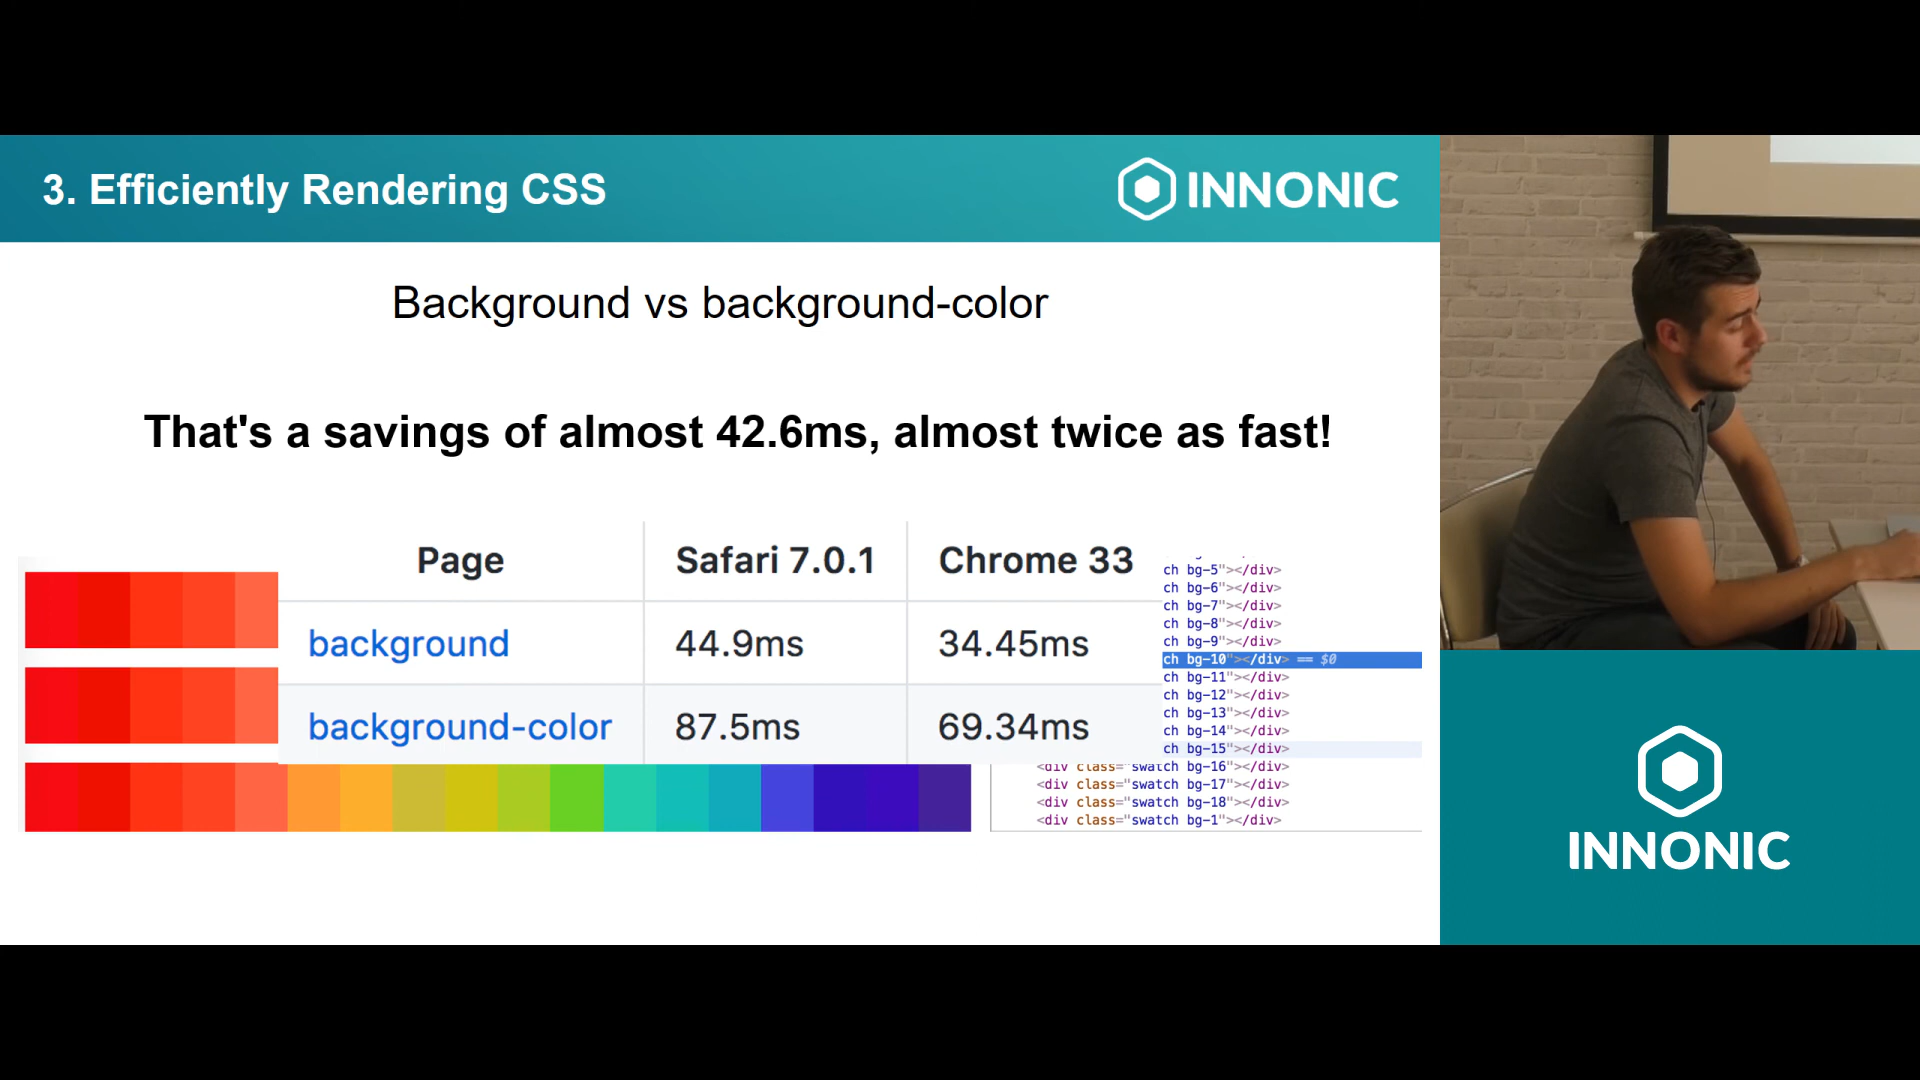 3. Efficiently Rendering CSS
INNONIC
Background vs background-color
That's a savings of almost 42.6ms, almost twice as fast!
Page Safari 7.0.1 Chrome 33
background 44.9ms 34.45ms
background-color 87.5ms 69.34ms
ch bg-5"></div>
ch bg-6"></div>
ch bg-7"></div>
ch bg-8"></div>
ch bg-9"></div>
ch bg-10"></div> == $0
ch bg-11"></div>
ch bg-12"></div>
ch bg-13"></div>
ch bg-14"></div>
ch bg-15"></div>
<div class="swatch bg-16"></div>
<div class="swatch bg-17"></div>
<div class="swatch bg-18"></div>
<div class="swatch bg-1"></div>
INNONIC